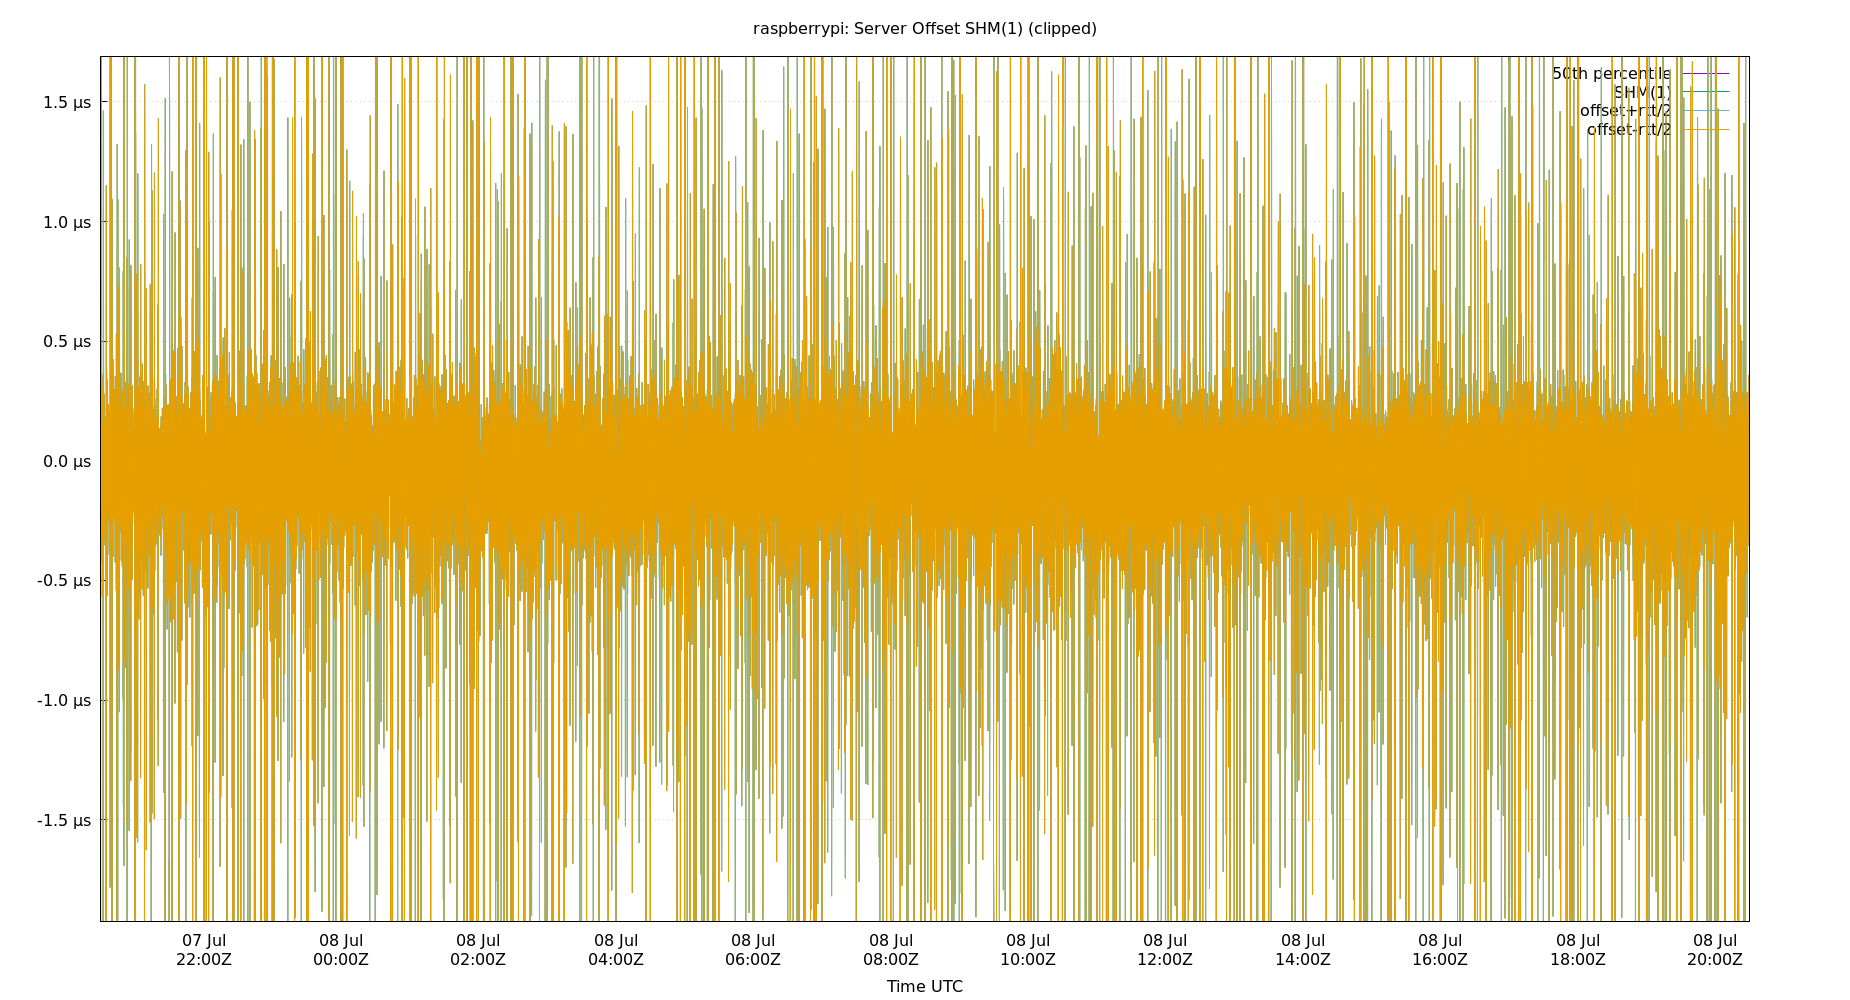 raspberrypi: Server Offset SHM(1) (clipped)
50th percentile
SHM(1)
offset+rtt/2
offset-rtt/2
1.5 µs
1.0 µs
0.5 µs
0.0 µs
-0.5 µs
-1.0 µs
-1.5 µs
07 Jul 08 Jul 08 Jul 08 Jul 08 Jul 08 Jul 08 Jul 08 Jul 08 Jul 08 Jul 08 Jul 08 Jul
22:00Z 00:00Z 02:00Z 04:00Z 06:00Z 08:00Z 10:00Z 12:00Z 14:00Z 16:00Z 18:00Z 20:00Z
Time UTC